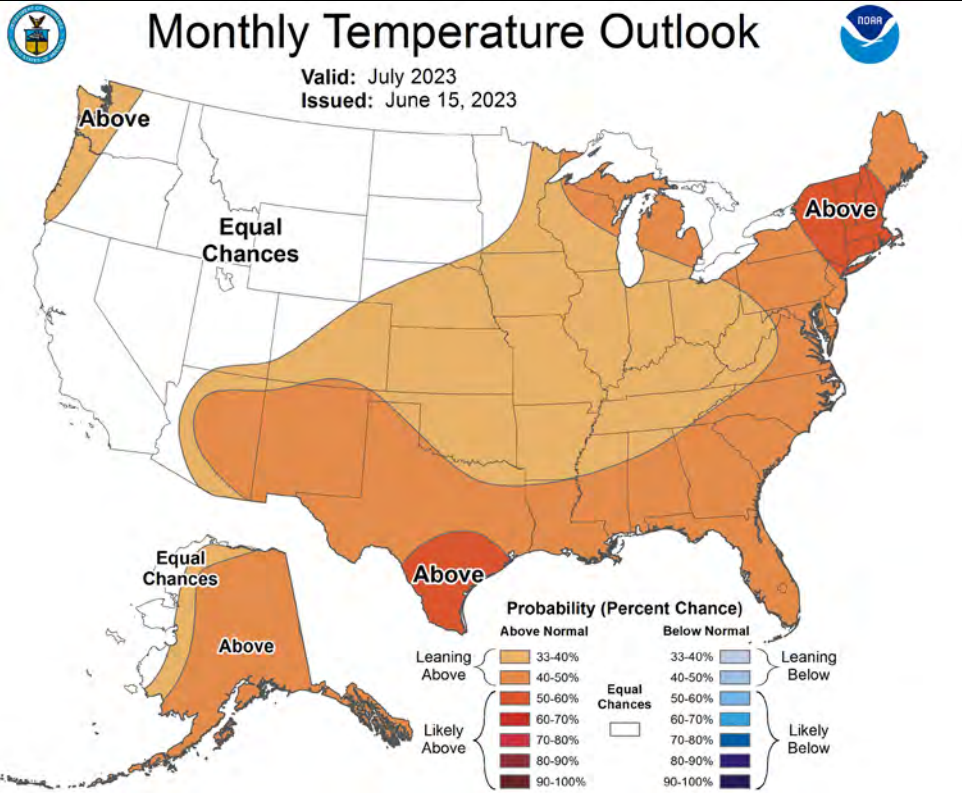 Monthly Temperature Outlook
NOAA
Valid: July 2023
Issued: June 15, 2023
Above
Equal
Chances
Above
Above
Equal
Chances
Above
Probability (Percent Chance)
Above Normal
Below Normal
Leaning
Above
33-40%
40-50%
50-60%
60-70%
70-80%
80-90%
90-100%
Likely
Above
Equal
Chances
33-40%
40-50%
50-60%
60-70%
70-80%
80-90%
90-100%
Leaning
Below
Likely
Below